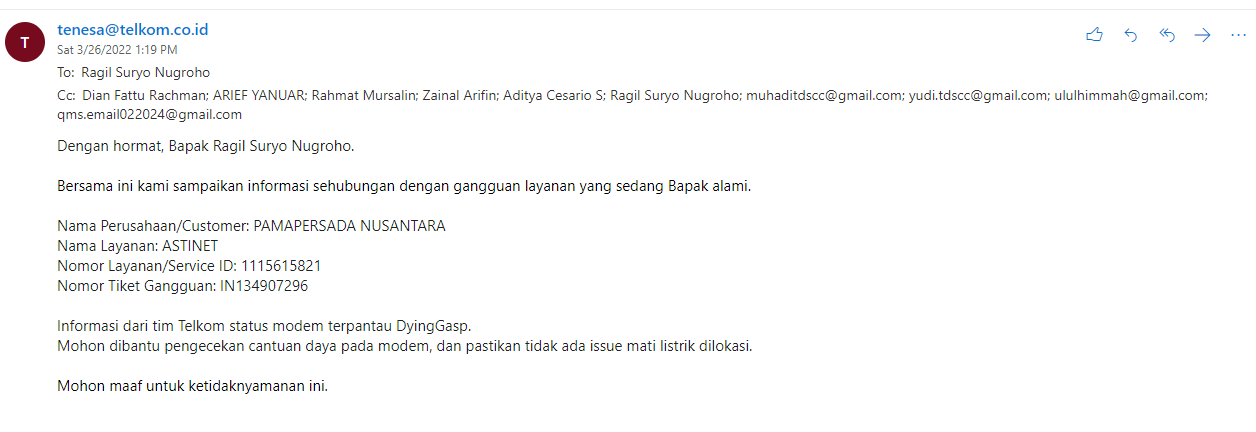 T
tenesa@telkom.co.id
Sat 3/26/2022 1:19 PM
To: Ragil Suryo Nugroho
Cc: Dian Fattu Rachman; ARIEF YANUAR; Rahmat Mursalin; Zainal Arifin; Aditya Cesario S; Ragil Suryo Nugroho; muhaditdscc@gmail.com; yudi.tdscc@gmail.com; ululhimmah@gmail.com;
qms.email022024@gmail.com
Dengan hormat, Bapak Ragil Suryo Nugroho.
Bersama ini kami sampaikan informasi sehubungan dengan gangguan layanan yang sedang Bapak alami.
Nama Perusahaan/Customer: PAMAPERSADA NUSANTARA
Nama Layanan: ASTINET
Nomor Layanan/Service ID: 1115615821
Nomor Tiket Gangguan: IN134907296
Informasi dari tim Telkom status modem terpantau DyingGasp.
Mohon dibantu pengecekan cantuan daya pada modem, dan pastikan tidak ada issue mati listrik dilokasi.
Mohon maaf untuk ketidaknyamanan ini.